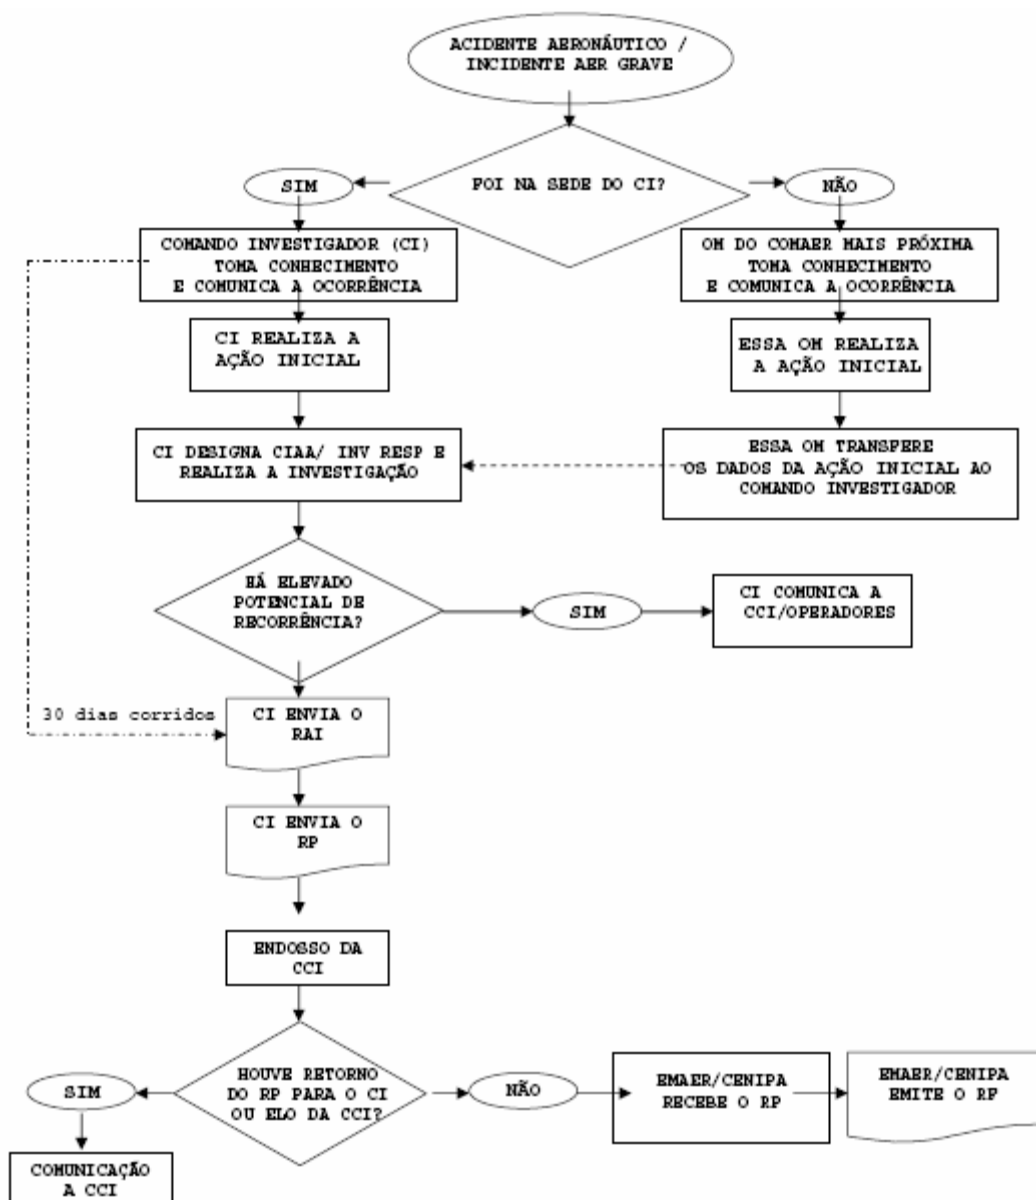 ACIDENTE AERONÁUTICO /
INCIDENTE AER GRAVE
FOI NA SEDE DO CI?
SIM
NÃO
COMANDO INVESTIGADOR (CI)
TOMA CONHECIMENTO
E COMUNICA A OCORRÊNCIA
OM DO COMAER MAIS PRÓXIMA
TOMA CONHECIMENTO
E COMUNICA A OCORRÊNCIA
CI REALIZA A
AÇÃO INICIAL
ESSA OM REALIZA
A AÇÃO INICIAL
CI DESIGNA CIAA/ INV RESP E
REALIZA A INVESTIGAÇÃO
ESSA OM TRANSFERE
OS DADOS DA AÇÃO INICIAL AO
COMANDO INVESTIGADOR
HÁ ELEVADO
POTENCIAL DE
RECORRÊNCIA?
SIM
CI COMUNICA A
CCI/OPERADORES
30 dias corridos
CI ENVIA O
RAI
CI ENVIA O
RP
ENDOSSO DA
CCI
HOUVE RETORNO
DO RP PARA O CI
OU ELO DA CCI?
SIM
NÃO
EMAER/CENIPA
RECEBE O RP
EMAER/CENIPA
EMITE O RF
COMUNICAÇÃO
A CCI